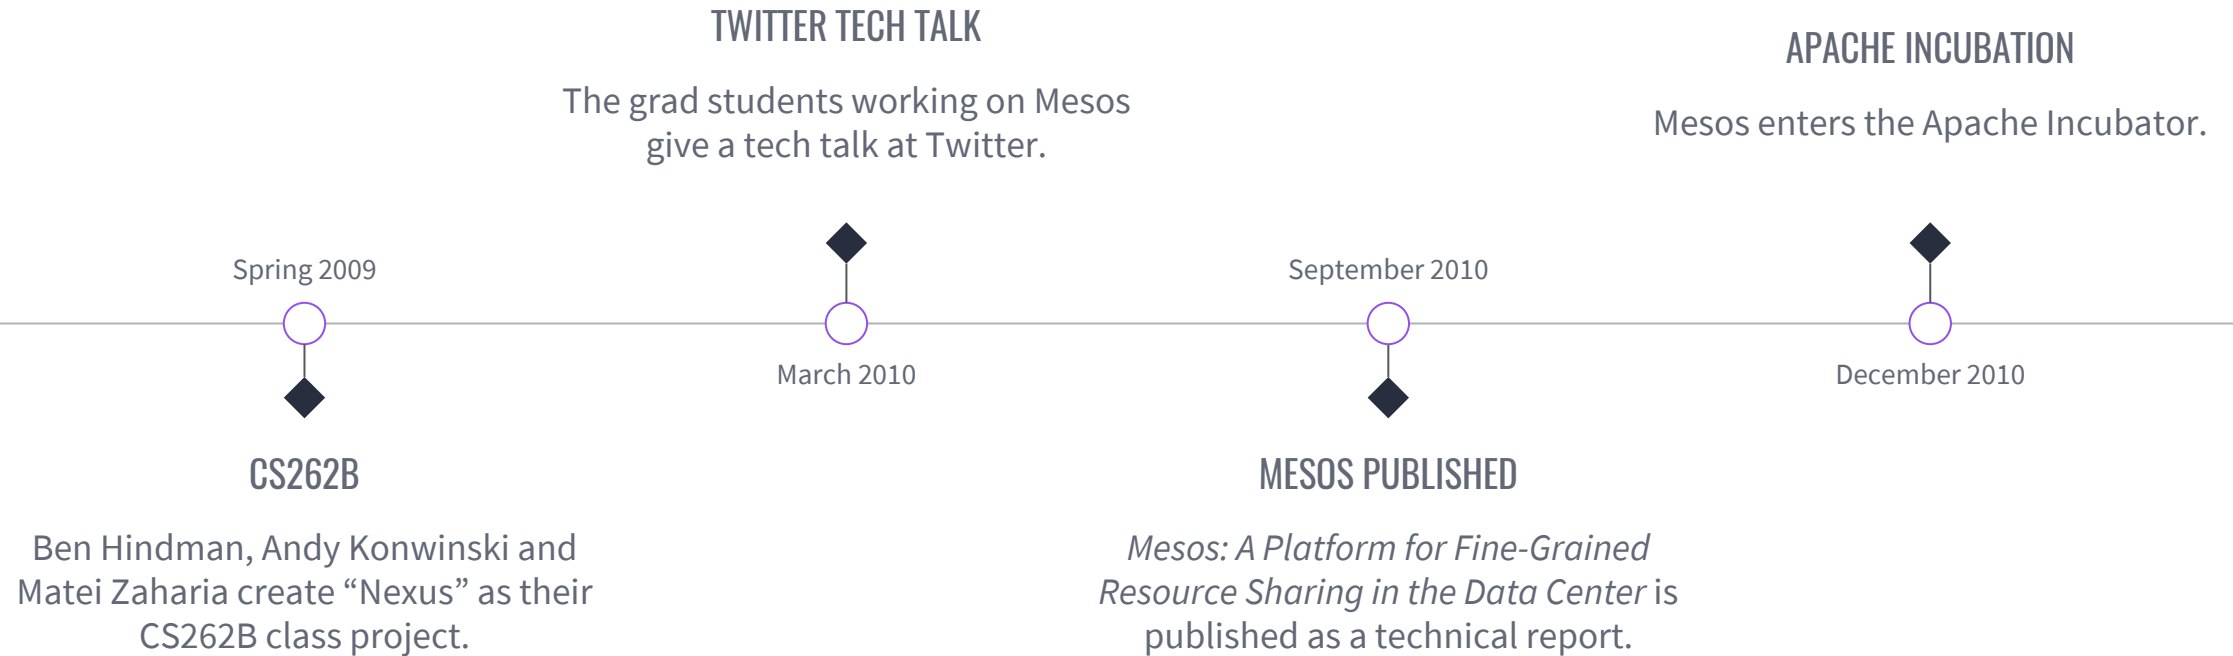 Spring 2009
CS262B
Ben Hindman, Andy Konwinski and
Matei Zaharia create “Nexus” as their
CS262B class project.
TWITTER TECH TALK
The grad students working on Mesos
give a tech talk at Twitter.
March 2010
September 2010
MESOS PUBLISHED
Mesos: A Platform for Fine-Grained
Resource Sharing in the Data Center is
published as a technical report.
APACHE INCUBATION
Mesos enters the Apache Incubator.
December 2010